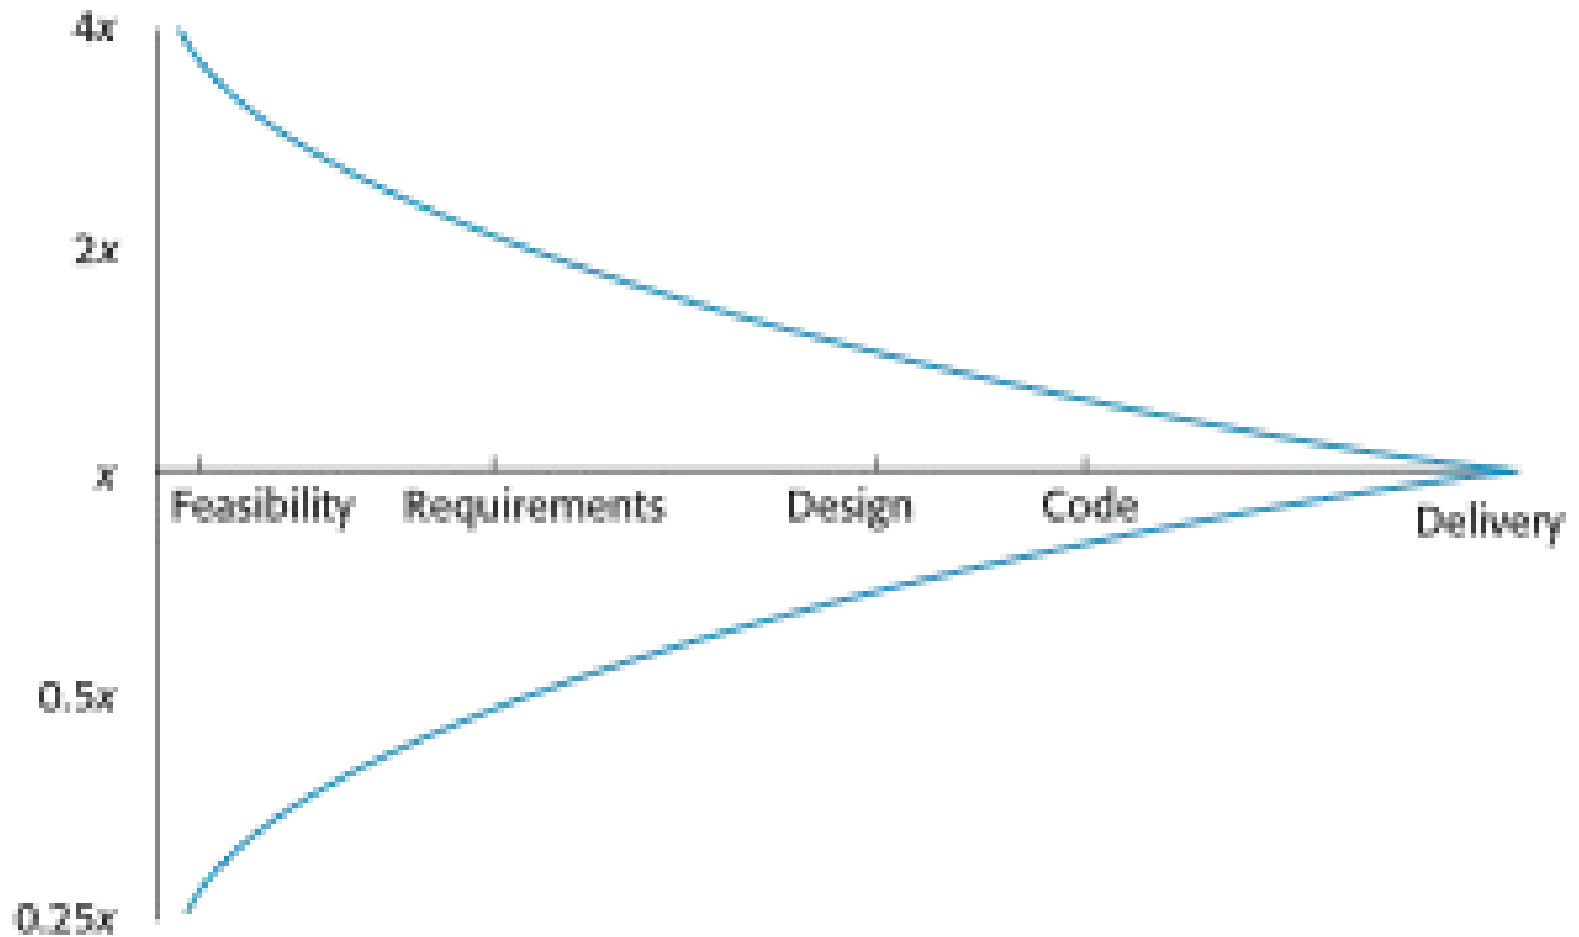 4x
2x
x
Feasibility Requirements Design Code Delivery
0.5x
0.25x